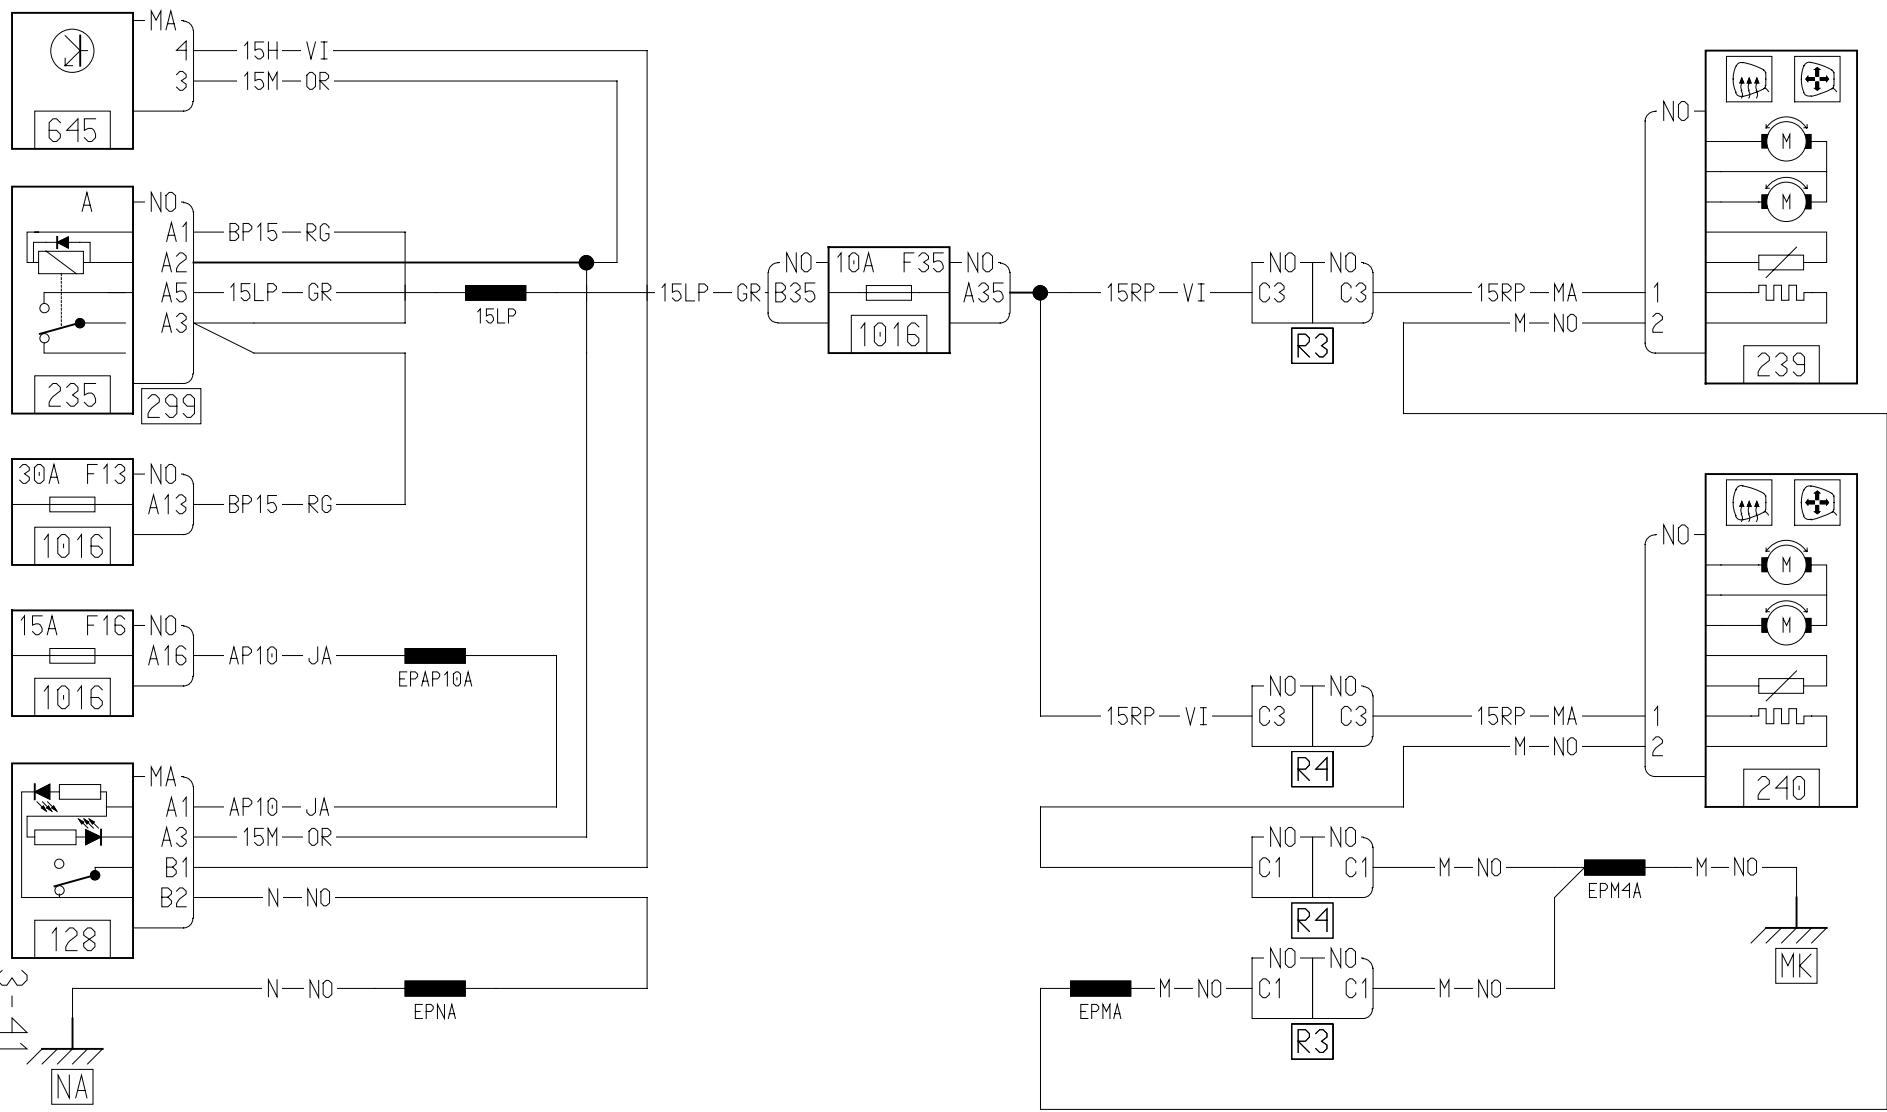 MA
4 15H VI
3 15M OR
645
A NO
A1 BP15 RG
A2
A5 15LP GR
A3
15LP
235
299
30A F13 NO
A13 BP15 RG
1016
15A F16 NO
A16 AP10 JA
EPAP10A
1016
MA
A1 AP10 JA
A3 15M OR
B1
B2 N NO
128
N NO
EPNA
NA
3-41
NO 10A F35 NO
15LP GR B35 A35
1016
15RP VI
NO NO
C3 C3
R3
15RP MA 1
M NO 2
NO
239
15RP VI
NO NO
C3 C3
R4
15RP MA 1
M NO 2
NO
240
M
M
M
M
NO NO
C1 C1
R4
M NO
EPM4A
M NO
MK
EPMA
M NO
NO NO
C1 C1
R3
M NO